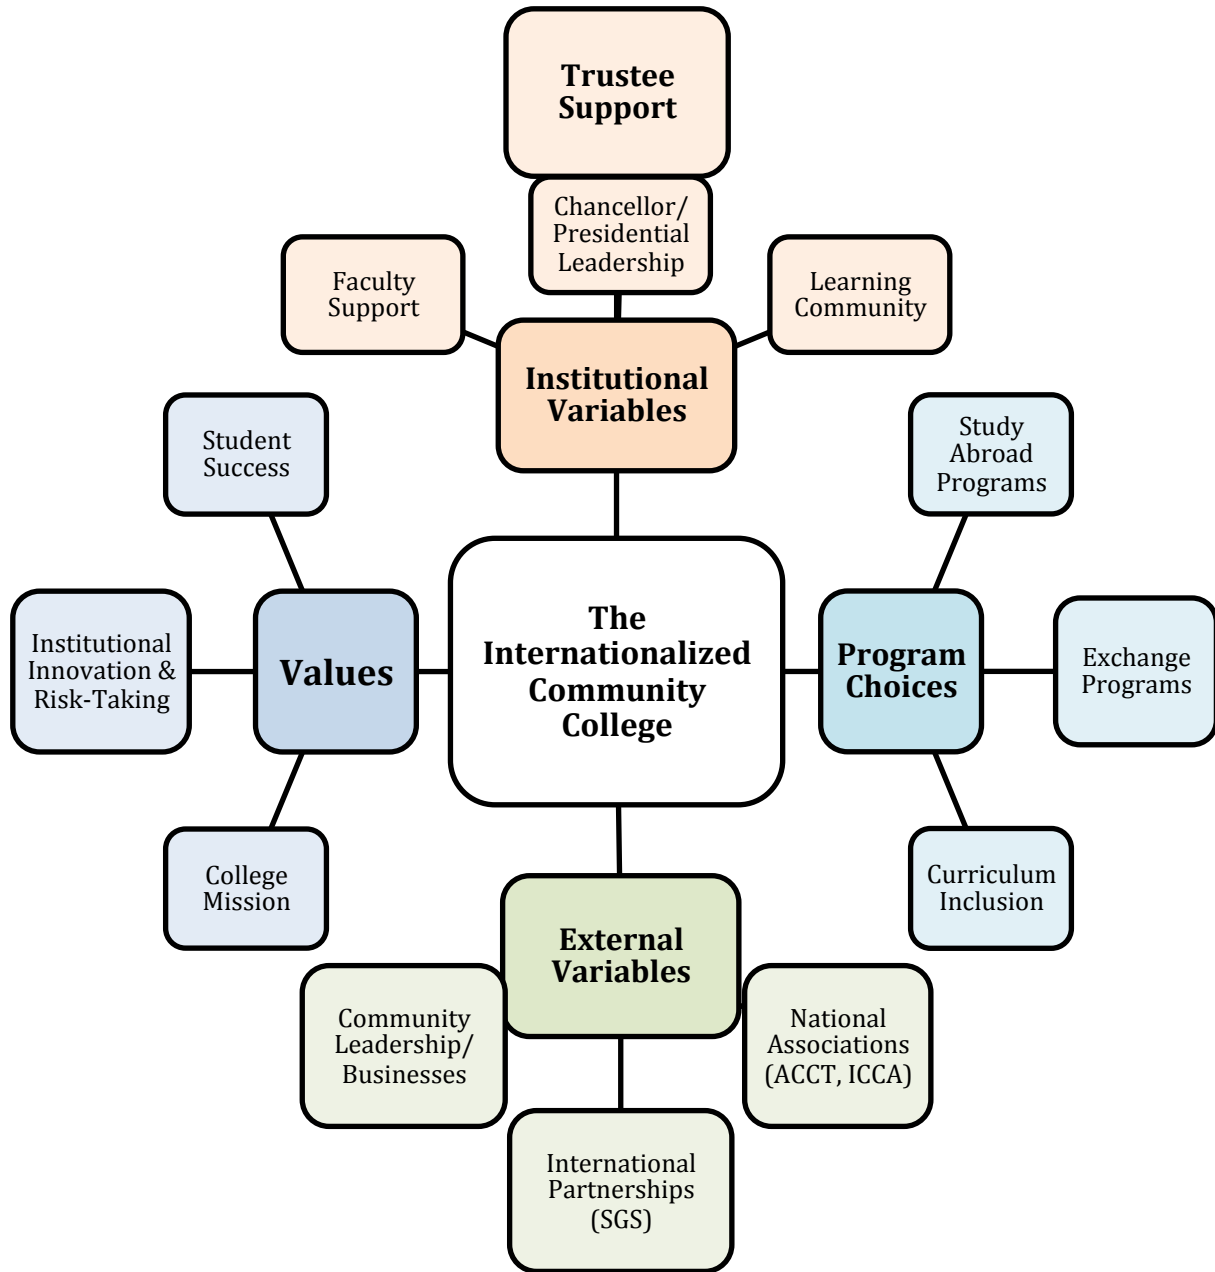 Trustee
Support
Chancellor/
Presidential
Leadership
Faculty
Support
Learning
Community
Institutional
Variables
Student
Success
Study
Abroad
Programs
Institutional
Innovation &
Risk-Taking
Values
The
Internationalized
Community
College
Program
Choices
Exchange
Programs
College
Mission
Curriculum
Inclusion
External
Variables
Community
Leadership/
Businesses
National
Associations
(ACCT, ICCA)
International
Partnerships
(SGS)